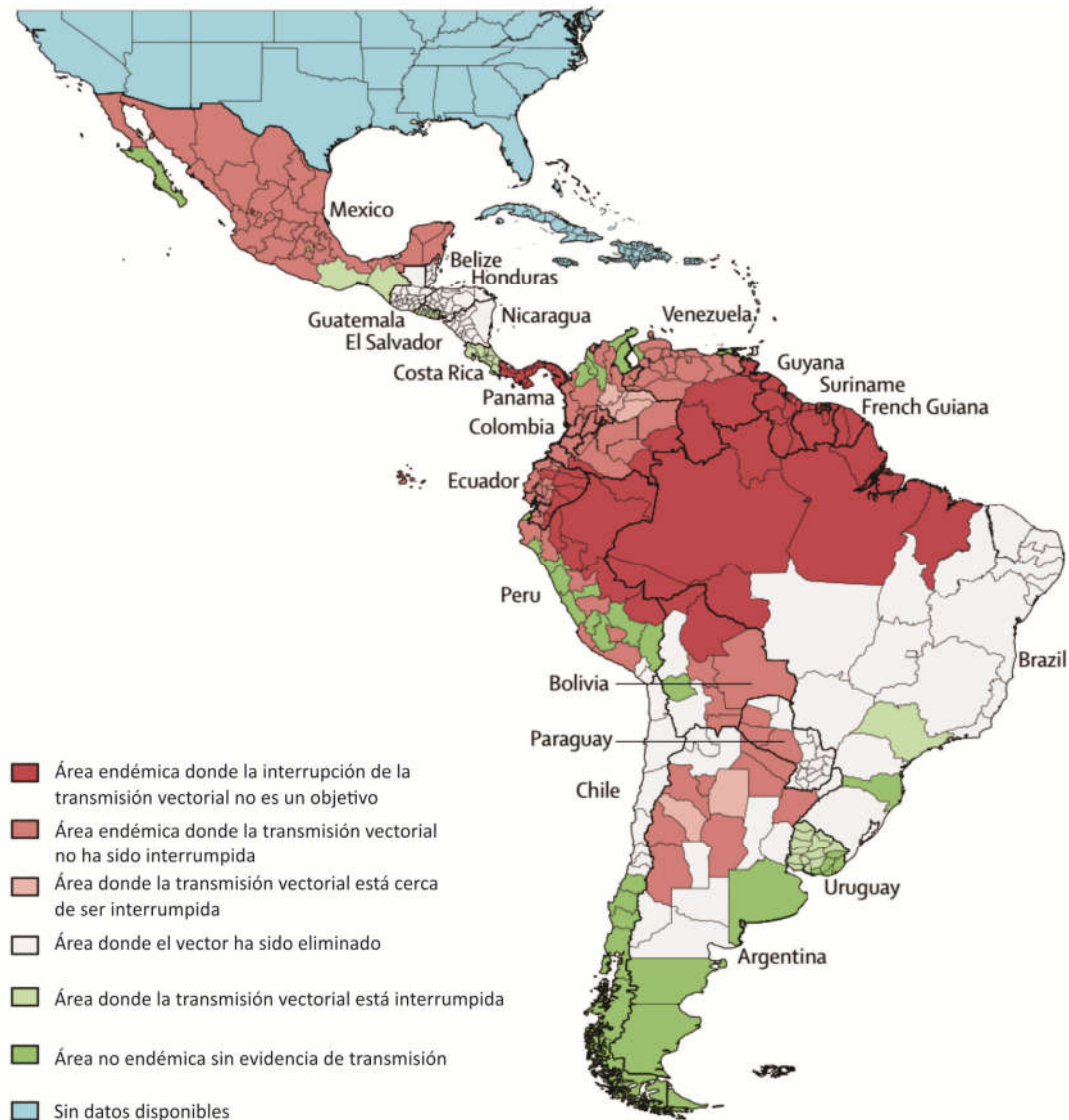 Mexico
Belize
Honduras
Guatemala
Nicaragua
El Salvador
Venezuela
Costa Rica
Guyana
Panama
Suriname
Colombia
French Guiana
Ecuador
Peru
Brazil
Bolivia
Paraguay
Chile
Uruguay
Argentina
Área endémica donde la interrupción de la
transmisión vectorial no es un objetivo
Área endémica donde la transmisión vectorial
no ha sido interrumpida
Área donde la transmisión vectorial está cerca
de ser interrumpida
Área donde el vector ha sido eliminado
Área donde la transmisión vectorial está interrumpida
Área no endémica sin evidencia de transmisión
Sin datos disponibles